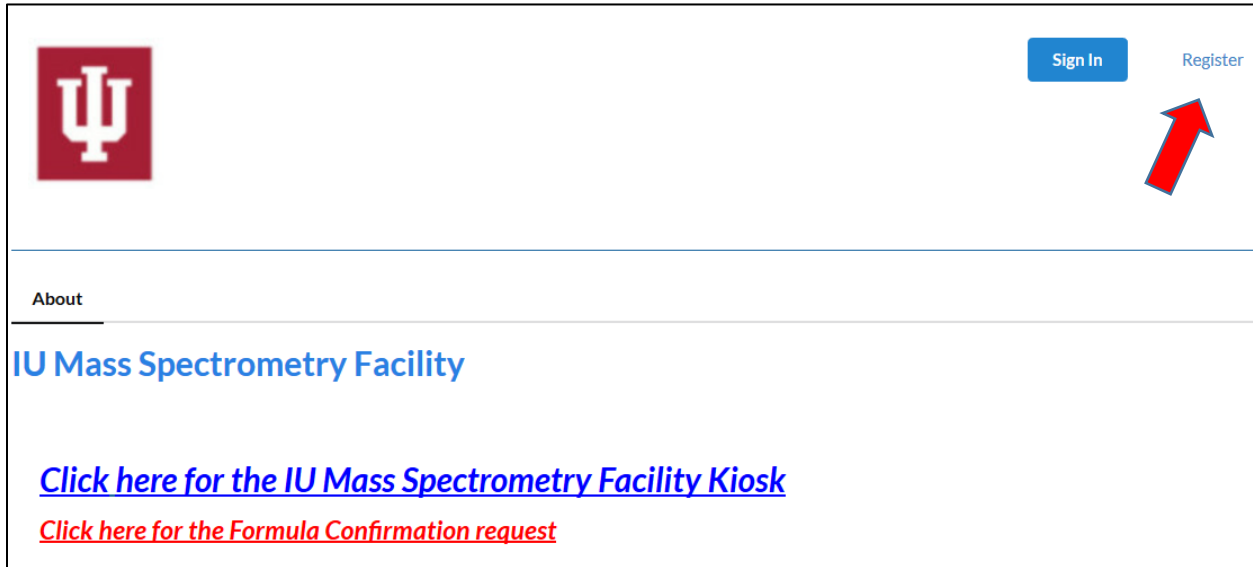 Sign In Register
About
IU Mass Spectrometry Facility
Click here for the IU Mass Spectrometry Facility Kiosk
Click here for the Formula Confirmation request